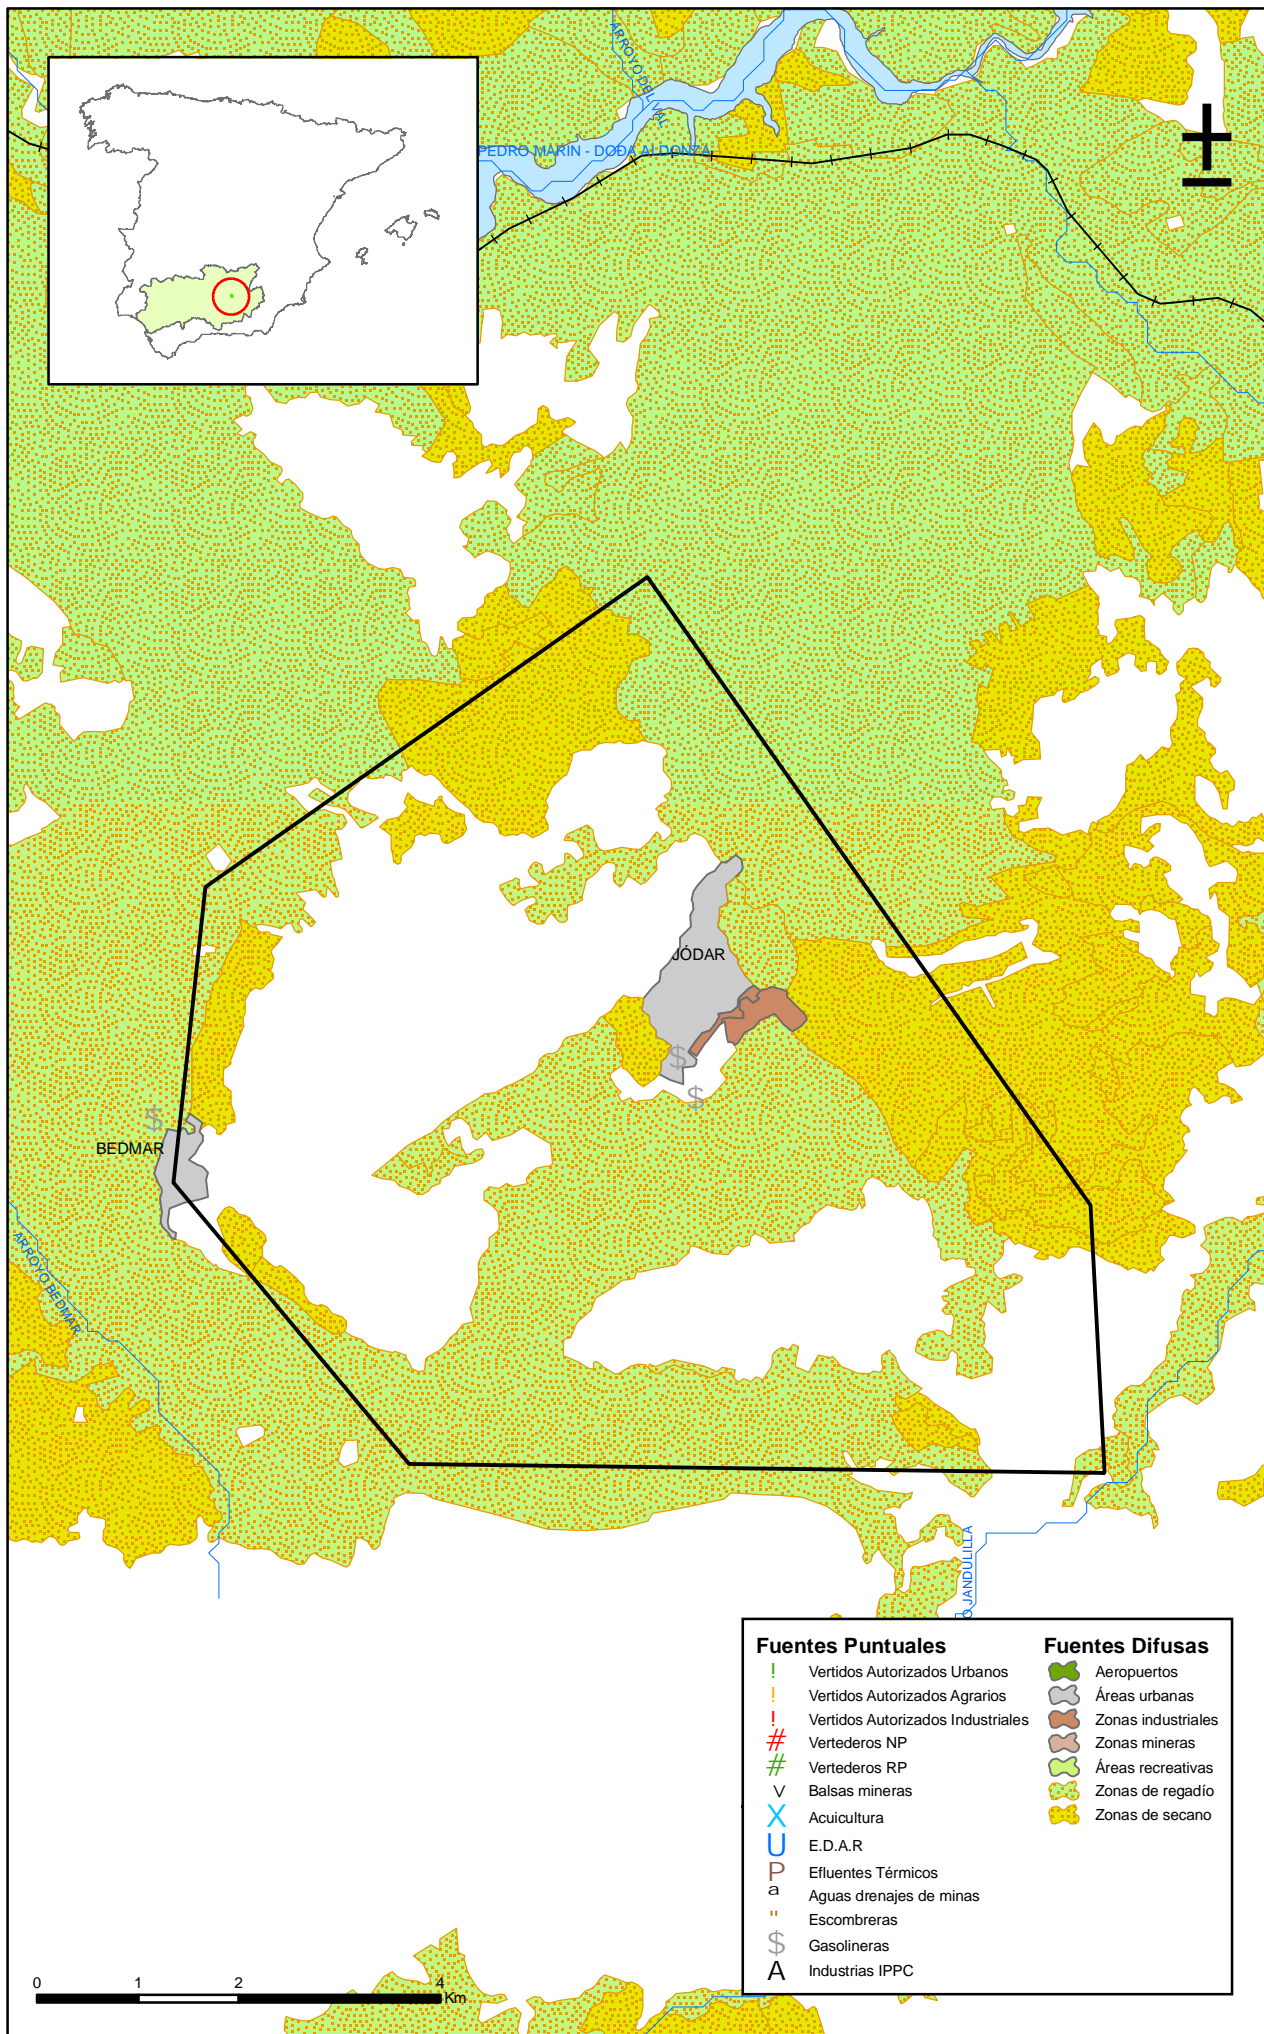 ARROYO DEL VAL
PEDRO MARIN - DOÐA ALDONZA
JÓDAR
$
$
$
BEDMAR
ARROYO BEDMAR
O JANDULILLA
Fuentes Puntuales
! Vertidos Autorizados Urbanos
! Vertidos Autorizados Agrarios
! Vertidos Autorizados Industriales
# Vertederos NP
# Vertederos RP
V Balsas mineras
X Acuicultura
U E.D.A.R
P Efluentes Térmicos
a Aguas drenajes de minas
" Escombreras
$ Gasolineras
A Industrias IPPC
Fuentes Difusas
Aeropuertos
Áreas urbanas
Zonas industriales
Zonas mineras
Áreas recreativas
Zonas de regadío
Zonas de secano
0 1 2 4
Km